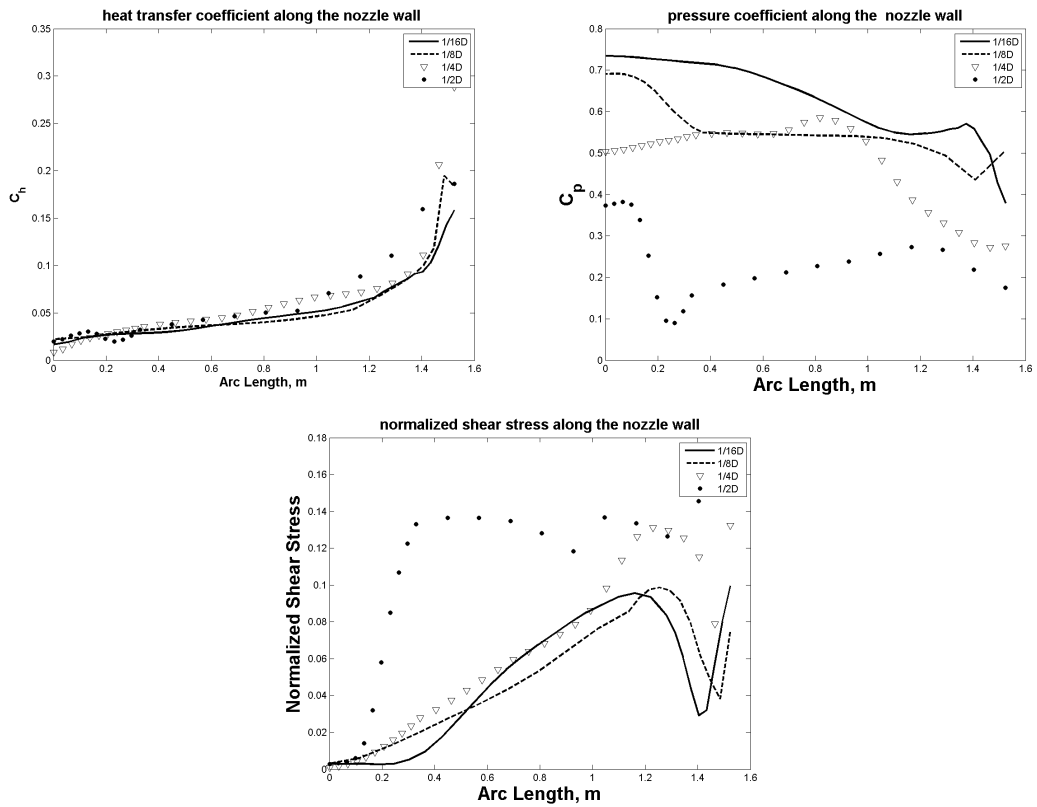 heat transfer coefficient along the nozzle wall
0.35
0.3
0.25
0.2
0.15
0.1
0.05
0
C_h
1/16D
1/8D
1/4D
1/2D
0 0.2 0.4 0.6 0.8 1 1.2 1.4 1.6
Arc Length, m
pressure coefficient along the nozzle wall
0.8
0.7
0.6
0.5
0.4
0.3
0.2
0.1
0
C_p
1/16D
1/8D
1/4D
1/2D
0 0.2 0.4 0.6 0.8 1 1.2 1.4 1.6
Arc Length, m
normalized shear stress along the nozzle wall
0.18
0.16
0.14
0.12
0.1
0.08
0.06
0.04
0.02
0
Normalized Shear Stress
1/16D
1/8D
1/4D
1/2D
0 0.2 0.4 0.6 0.8 1 1.2 1.4 1.6
Arc Length, m